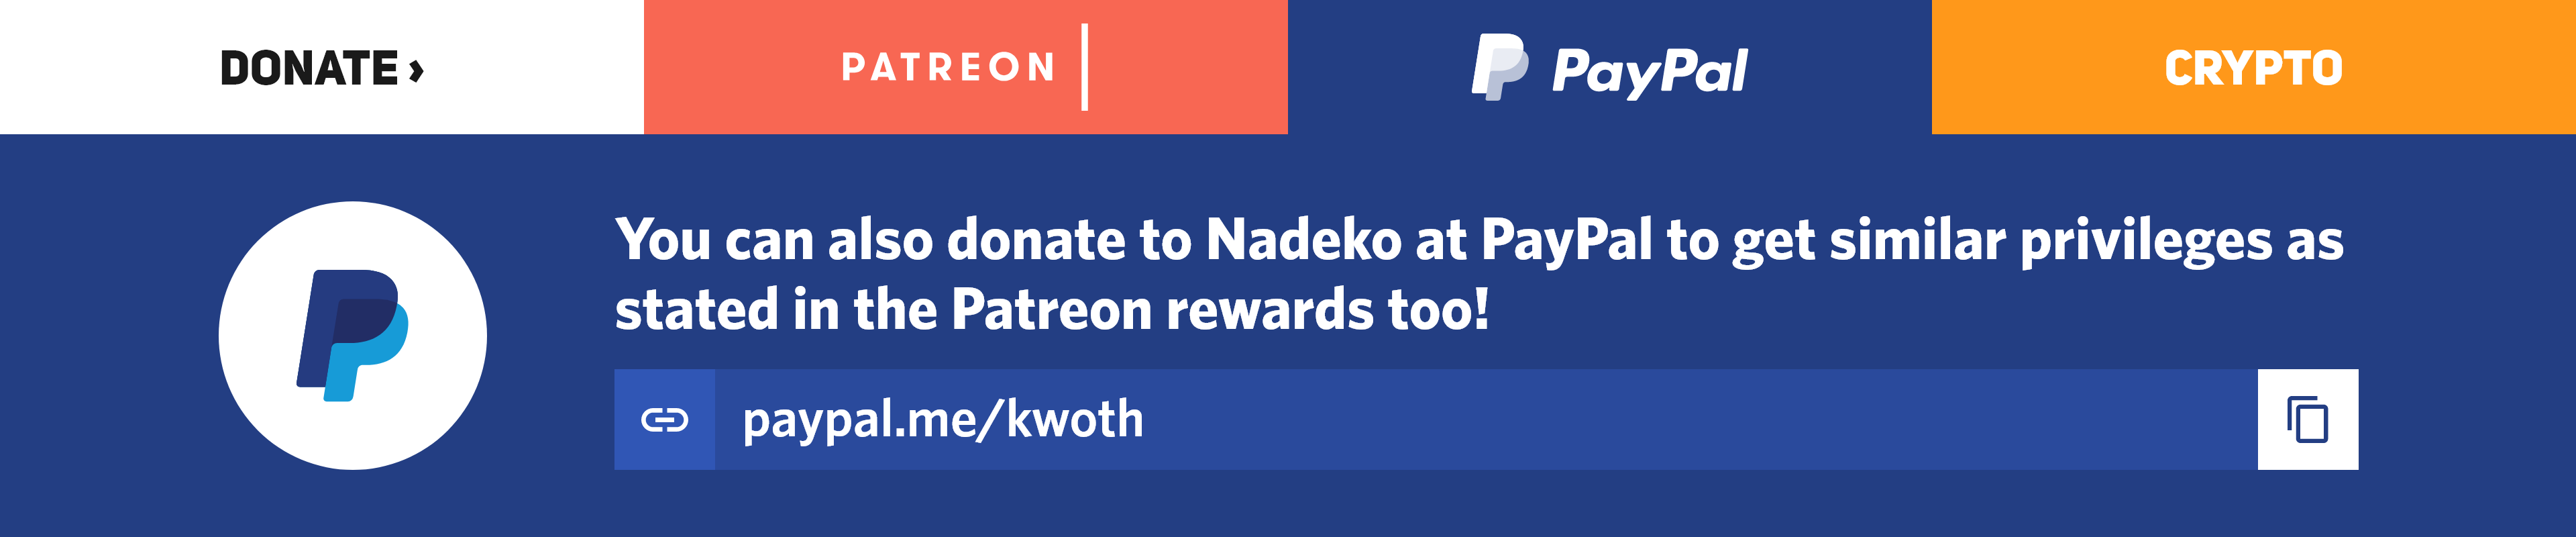 DONATE ›
PATREON
PayPal
CRYPTO
You can also donate to Nadeko at PayPal to get similar privileges as
stated in the Patreon rewards too!
paypal.me/kwoth